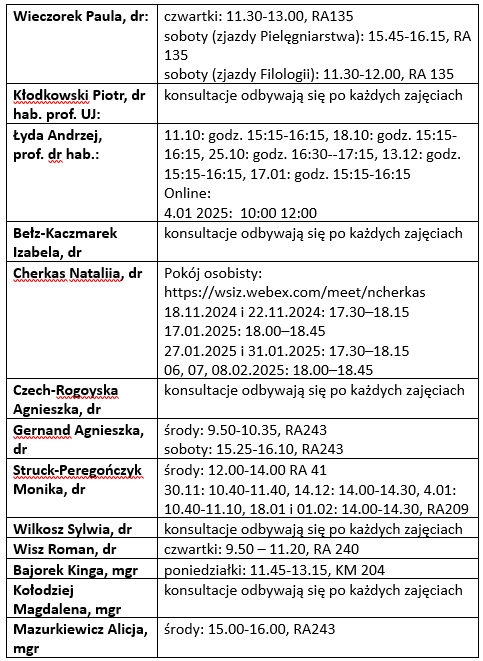 Wieczorek Paula, dr:
czwartki: 11.30-13.00, RA135
soboty (zjazdy Pielęgniarstwa): 15.45-16.15, RA
135
soboty (zjazdy Filologii): 11.30-12.00, RA 135
Kłodkowski Piotr, dr
hab. prof. UJ:
konsultacje odbywają się po każdych zajęciach
Łyda Andrzej,
prof. dr hab.:
11.10: godz. 15:15-16:15, 18.10: godz. 15:15-
16:15, 25.10: godz. 16:30--17:15, 13.12: godz.
15:15-16:15, 17.01: godz. 15:15-16:15
Online:
4.01 2025:  10:00 12:00
Bełz-Kaczmarek
Izabela, dr
konsultacje odbywają się po każdych zajęciach
Cherkas Nataliia, dr
Pokój osobisty:
https://wsiz.webex.com/meet/ncherkas
18.11.2024 i 22.11.2024: 17.30–18.15
17.01.2025: 18.00–18.45
27.01.2025 i 31.01.2025: 17.30–18.15
06, 07, 08.02.2025: 18.00–18.45
Czech-Rogoyska
Agnieszka, dr
konsultacje odbywają się po każdych zajęciach
Gernand Agnieszka,
dr
środy: 9.50-10.35, RA243
soboty: 15.25-16.10, RA243
Struck-Peregończyk
Monika, dr
środy: 12.00-14.00 RA 41
30.11: 10.40-11.40, 14.12: 14.00-14.30, 4.01:
10.40-11.10, 18.01 i 01.02: 14.00-14.30, RA209
Wilkosz Sylwia, dr
konsultacje odbywają się po każdych zajęciach
Wisz Roman, dr
czwartki: 9.50 – 11.20, RA 240
Bajorek Kinga, mgr
poniedziałki: 11.45-13.15, KM 204
Kołodziej
Magdalena, mgr
konsultacje odbywają się po każdych zajęciach
Mazurkiewicz Alicja,
mgr
środy: 15.00-16.00, RA243